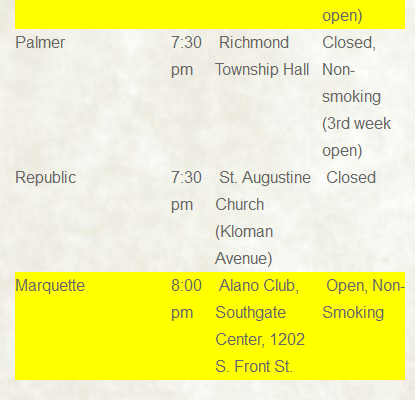 open)
Palmer 7:30 Richmond Closed,
pm Township Hall Non-
smoking
(3rd week
open)
Republic 7:30 St. Augustine Closed
pm Church
(Kloman
Avenue)
Marquette 8:00 Alano Club, Open, Non-
pm Southgate Smoking
Center, 1202
S. Front St.